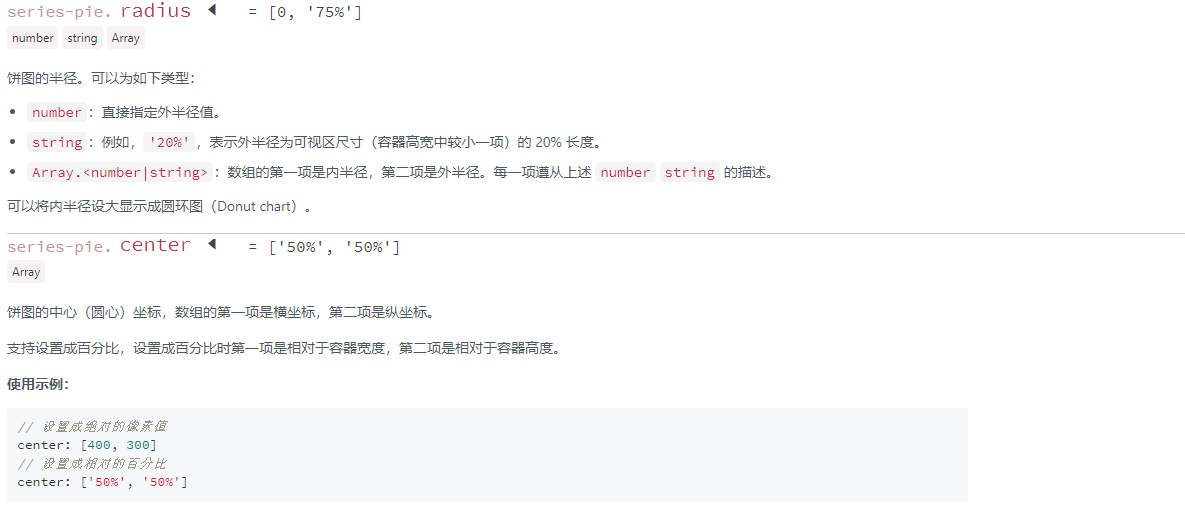 series-pie. radius = [0, '75%']
number string Array
饼图的半径。可以为如下类型：
number：直接指定外半径值。
string：例如，'20%'，表示外半径为可视区尺寸（容器高宽中较小一项）的 20% 长度。
Array.<number|string>：数组的第一项是内半径，第二项是外半径。每一项遵从上述 number string 的描述。
可以将内半径设大显示成圆环图（Donut chart）。
series-pie. center = ['50%', '50%']
Array
饼图的中心（圆心）坐标，数组的第一项是横坐标，第二项是纵坐标。
支持设置成百分比，设置成百分比时第一项是相对于容器宽度，第二项是相对于容器高度。
使用示例：
// 设置成绝对的像素值
center: [400, 300]
// 设置成相对的百分比
center: ['50%', '50%']